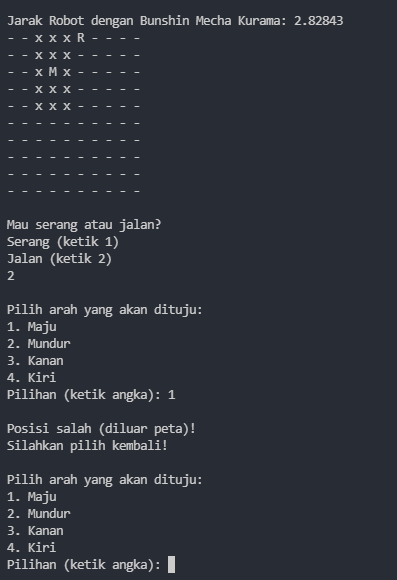 Jarak Robot dengan Bunshin Mecha Kurama: 2.82843
- - x x x R - - - -
- - x x x - - - - -
- - x M x - - - - -
- - x x x - - - - -
- - x x x - - - - -
- - - - - - - - - -
- - - - - - - - - -
- - - - - - - - - -
- - - - - - - - - -
- - - - - - - - - -
Mau serang atau jalan?
Serang (ketik 1)
Jalan (ketik 2)
2
Pilih arah yang akan dituju:
1. Maju
2. Mundur
3. Kanan
4. Kiri
Pilihan (ketik angka): 1
Posisi salah (diluar peta)!
Silahkan pilih kembali!
Pilih arah yang akan dituju:
1. Maju
2. Mundur
3. Kanan
4. Kiri
Pilihan (ketik angka):